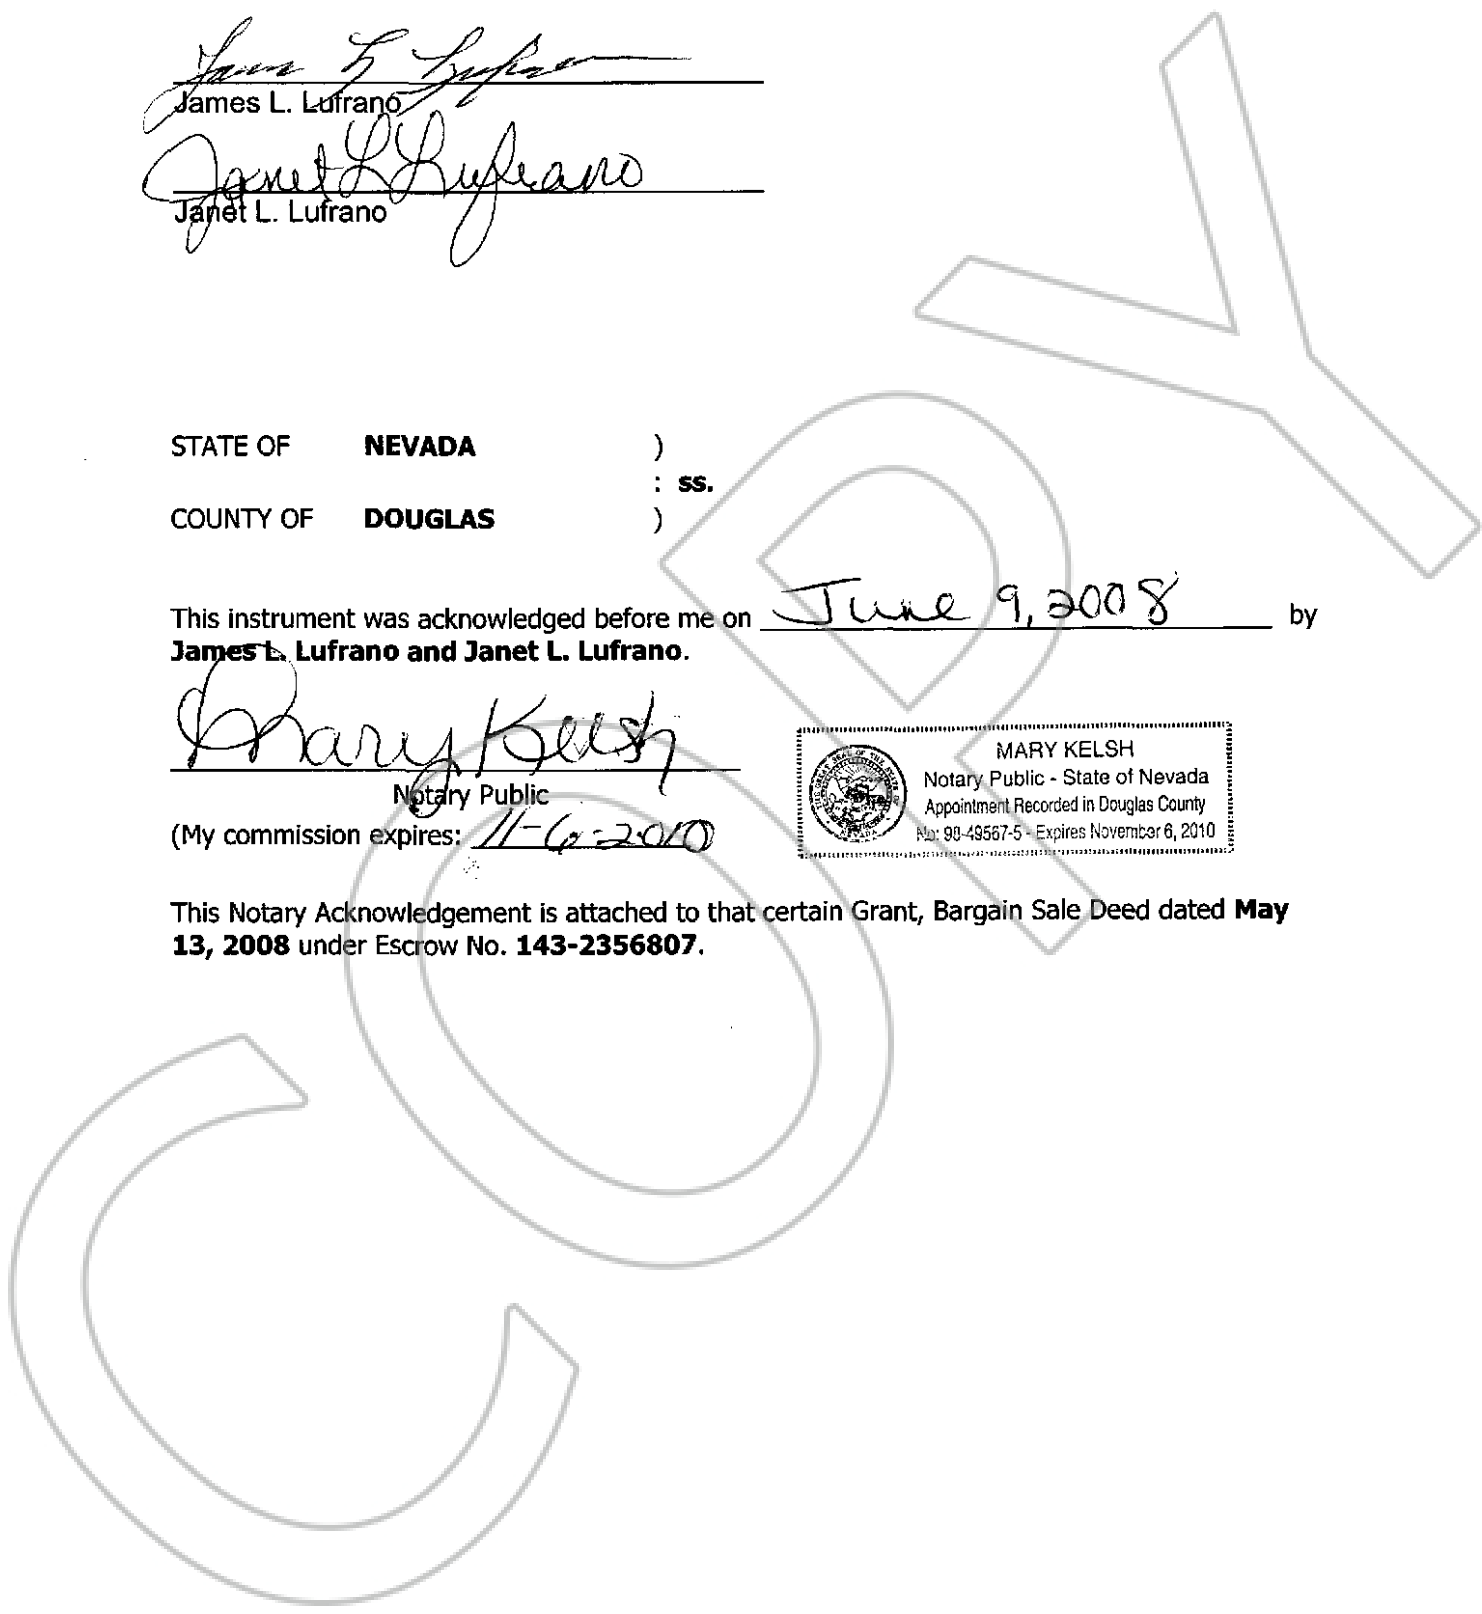 James L Lufrano
James L. Lufrano
Janet L Lufrano
Janet L. Lufrano
STATE OF NEVADA )
: ss.
COUNTY OF DOUGLAS )
This instrument was acknowledged before me on June 9, 2008 by
James L. Lufrano and Janet L. Lufrano.
Mary Kelsh
Notary Public
(My commission expires: 11-6-2010
MARY KELSH
Notary Public - State of Nevada
Appointment Recorded in Douglas County
No: 98-49567-5 - Expires November 6, 2010
This Notary Acknowledgement is attached to that certain Grant, Bargain Sale Deed dated May
13, 2008 under Escrow No. 143-2356807.
COPY